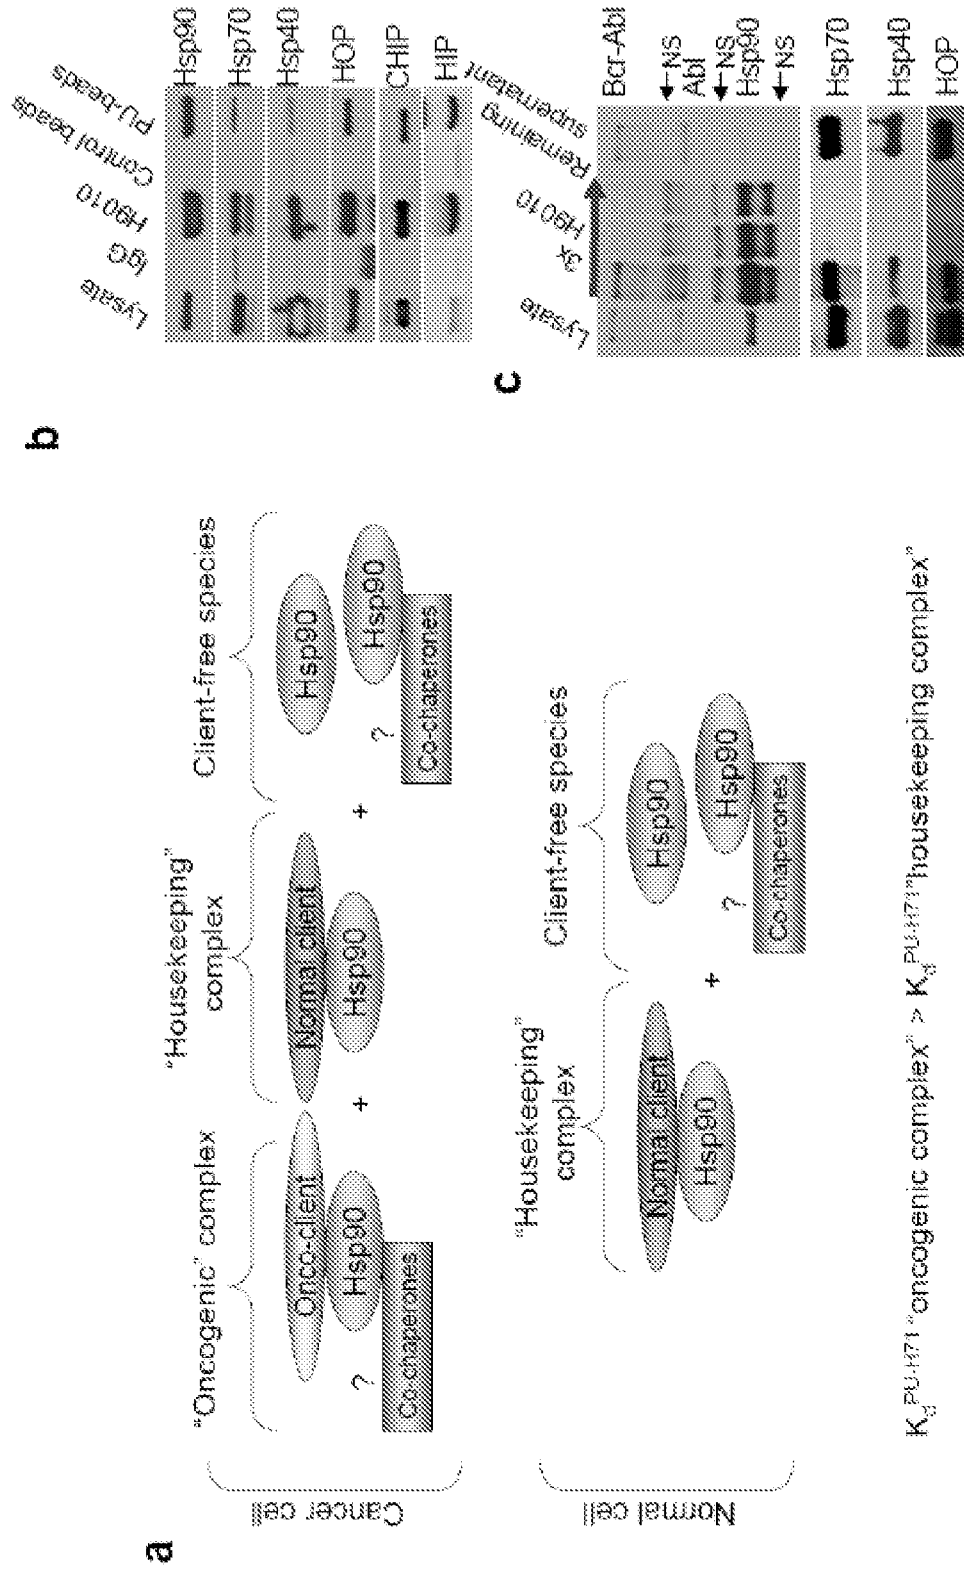 a
Cancer cell
"Oncogenic" complex
Onco-client
Hsp90
?
Co-chaperones
+
"Housekeeping"
complex
Normal client
Hsp90
+
Client-free species
Hsp90
Hsp90
?
Co-chaperones
Normal cell
"Housekeeping"
complex
Normal client
Hsp90
+
Client-free species
Hsp90
Hsp90
?
Co-chaperones
Kd PU-H71 "oncogenic complex" > Kd PU-H71 "housekeeping complex"
b
Lysate
IgG
H9010
Control beads
PU-beads
Hsp90
Hsp70
Hsp40
HOP
CHIP
HIP
c
Lysate
3x
H9010
Remaining
supernatant
Bcr-Abl
NS
Abl
NS
Hsp90
NS
Hsp70
Hsp40
HOP